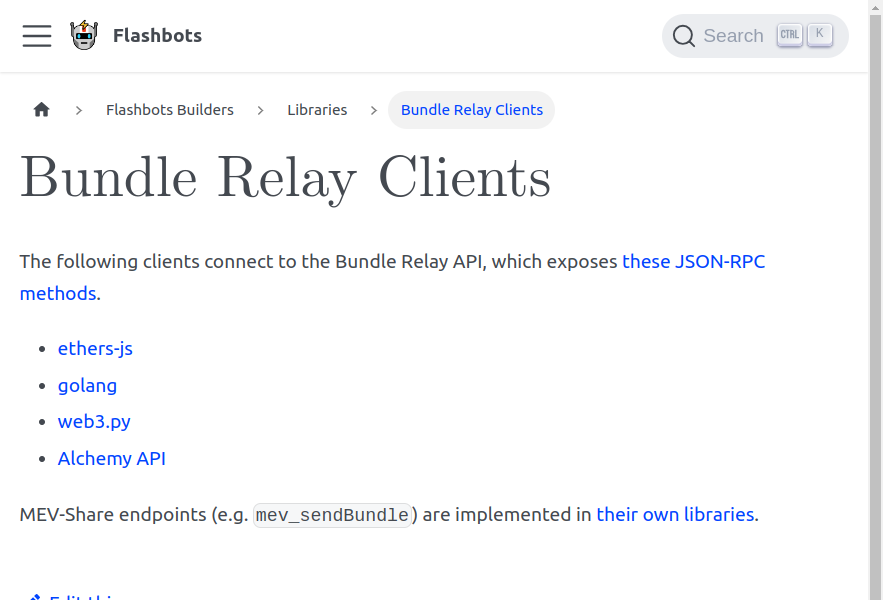 Flashbots
Search CTRL K
Flashbots Builders
Libraries
Bundle Relay Clients
Bundle Relay Clients
The following clients connect to the Bundle Relay API, which exposes these JSON-RPC
methods.
ethers-js
golang
web3.py
Alchemy API
MEV-Share endpoints (e.g. mev_sendBundle) are implemented in their own libraries.
Edit thi